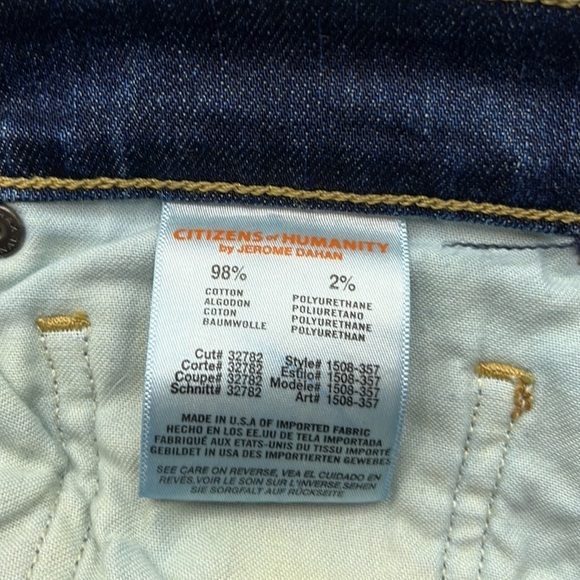 CITIZENS of HUMANITY
by JEROME DAHAN
98%
COTTON
ALGODON
COTON
BAUMWOLLE
2%
POLYURETHANE
POLIURETANO
POLYURETHANE
POLYURETHAN
Cut# 32782
Corte# 32782
Coupe# 32782
Schnitt# 32782
Style# 1508-357
Estilo# 1508-357
Modele# 1508-357
Art# 1508-357
MADE IN U.S.A OF IMPORTED FABRIC
HECHO EN LOS EE.UU DE TELA IMPORTADA
FABRIQUÉ AUX ETATS-UNIS DU TISSU IMPORTÉ
GEBILDET IN USA DES IMPORTIERTEN GEWEBES
SEE CARE ON REVERSE, VEA EL CUIDADO EN
REVÉS, VOIR LE SOIN SUR L'INVERSE, SEHEN
SIE SORGFALT AUF RÜCKSEITE